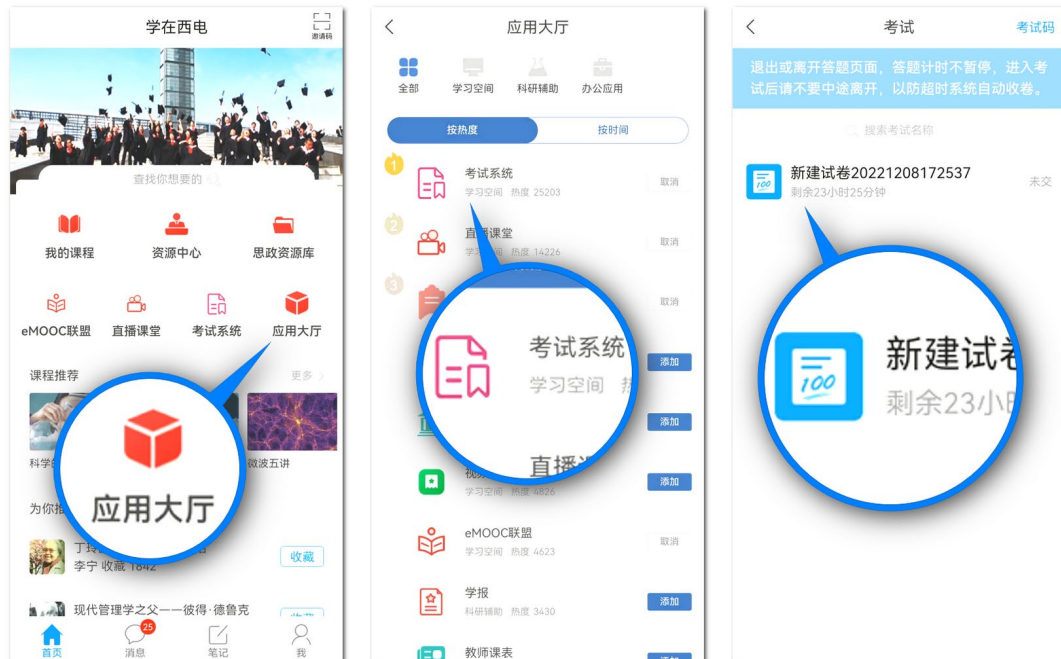 学在西电
邀请码
查找你想要的
我的课程
资源中心
思政资源库
eMOOC联盟
直播课堂
考试系统
应用大厅
课程推荐
更多
微波五讲
应用大厅
收藏
李宁 收藏 1842
现代管理学之父——彼得·德鲁克
首页
25
消息
笔记
我
应用大厅
全部
学习空间
科研辅助
办公应用
按热度
按时间
1
考试系统
学习空间 热度 25203
取消
2
直播课堂
学习空间 热度 14226
取消
3
取消
考试系统
学习空间
添加
添加
直播
学习空间 热度 4826
添加
eMOOC联盟
学习空间 热度 4623
取消
学报
科研辅助 热度 3430
添加
教师课表
考试
考试码
退出或离开答题页面，答题计时不暂停，进入考
试后请不要中途离开，以防超时系统自动收卷。
搜索考试名称
100
新建试卷20221208172537
剩余23小时25分钟
未交
100
新建试卷
剩余23小时